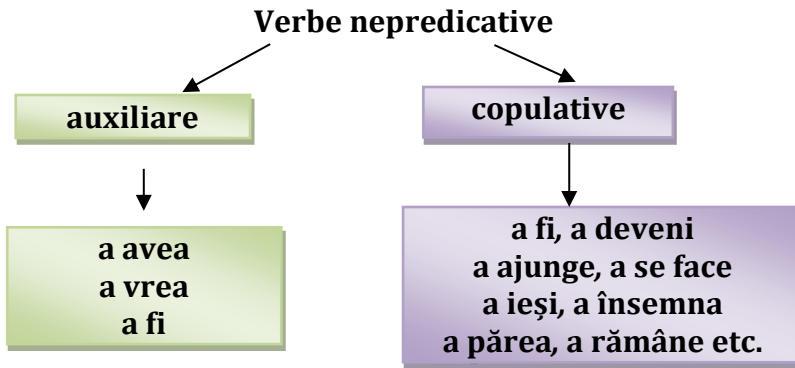 Verbe nepredicative
auxiliare
copulative
a avea
a vrea
a fi
a fi, a deveni
a ajunge, a se face
a ieși, a însemna
a părea, a rămâne etc.